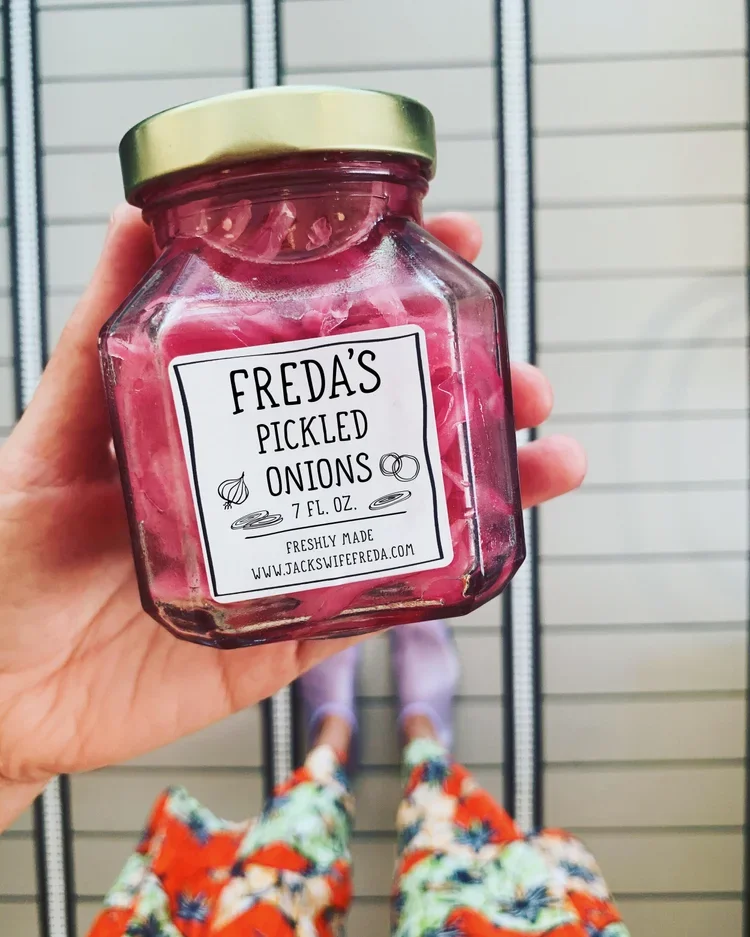 FREDA'S
PICKLED
ONIONS
7 FL. OZ.
FRESHLY MADE
WWW.JACKSWIFEFREDA.COM